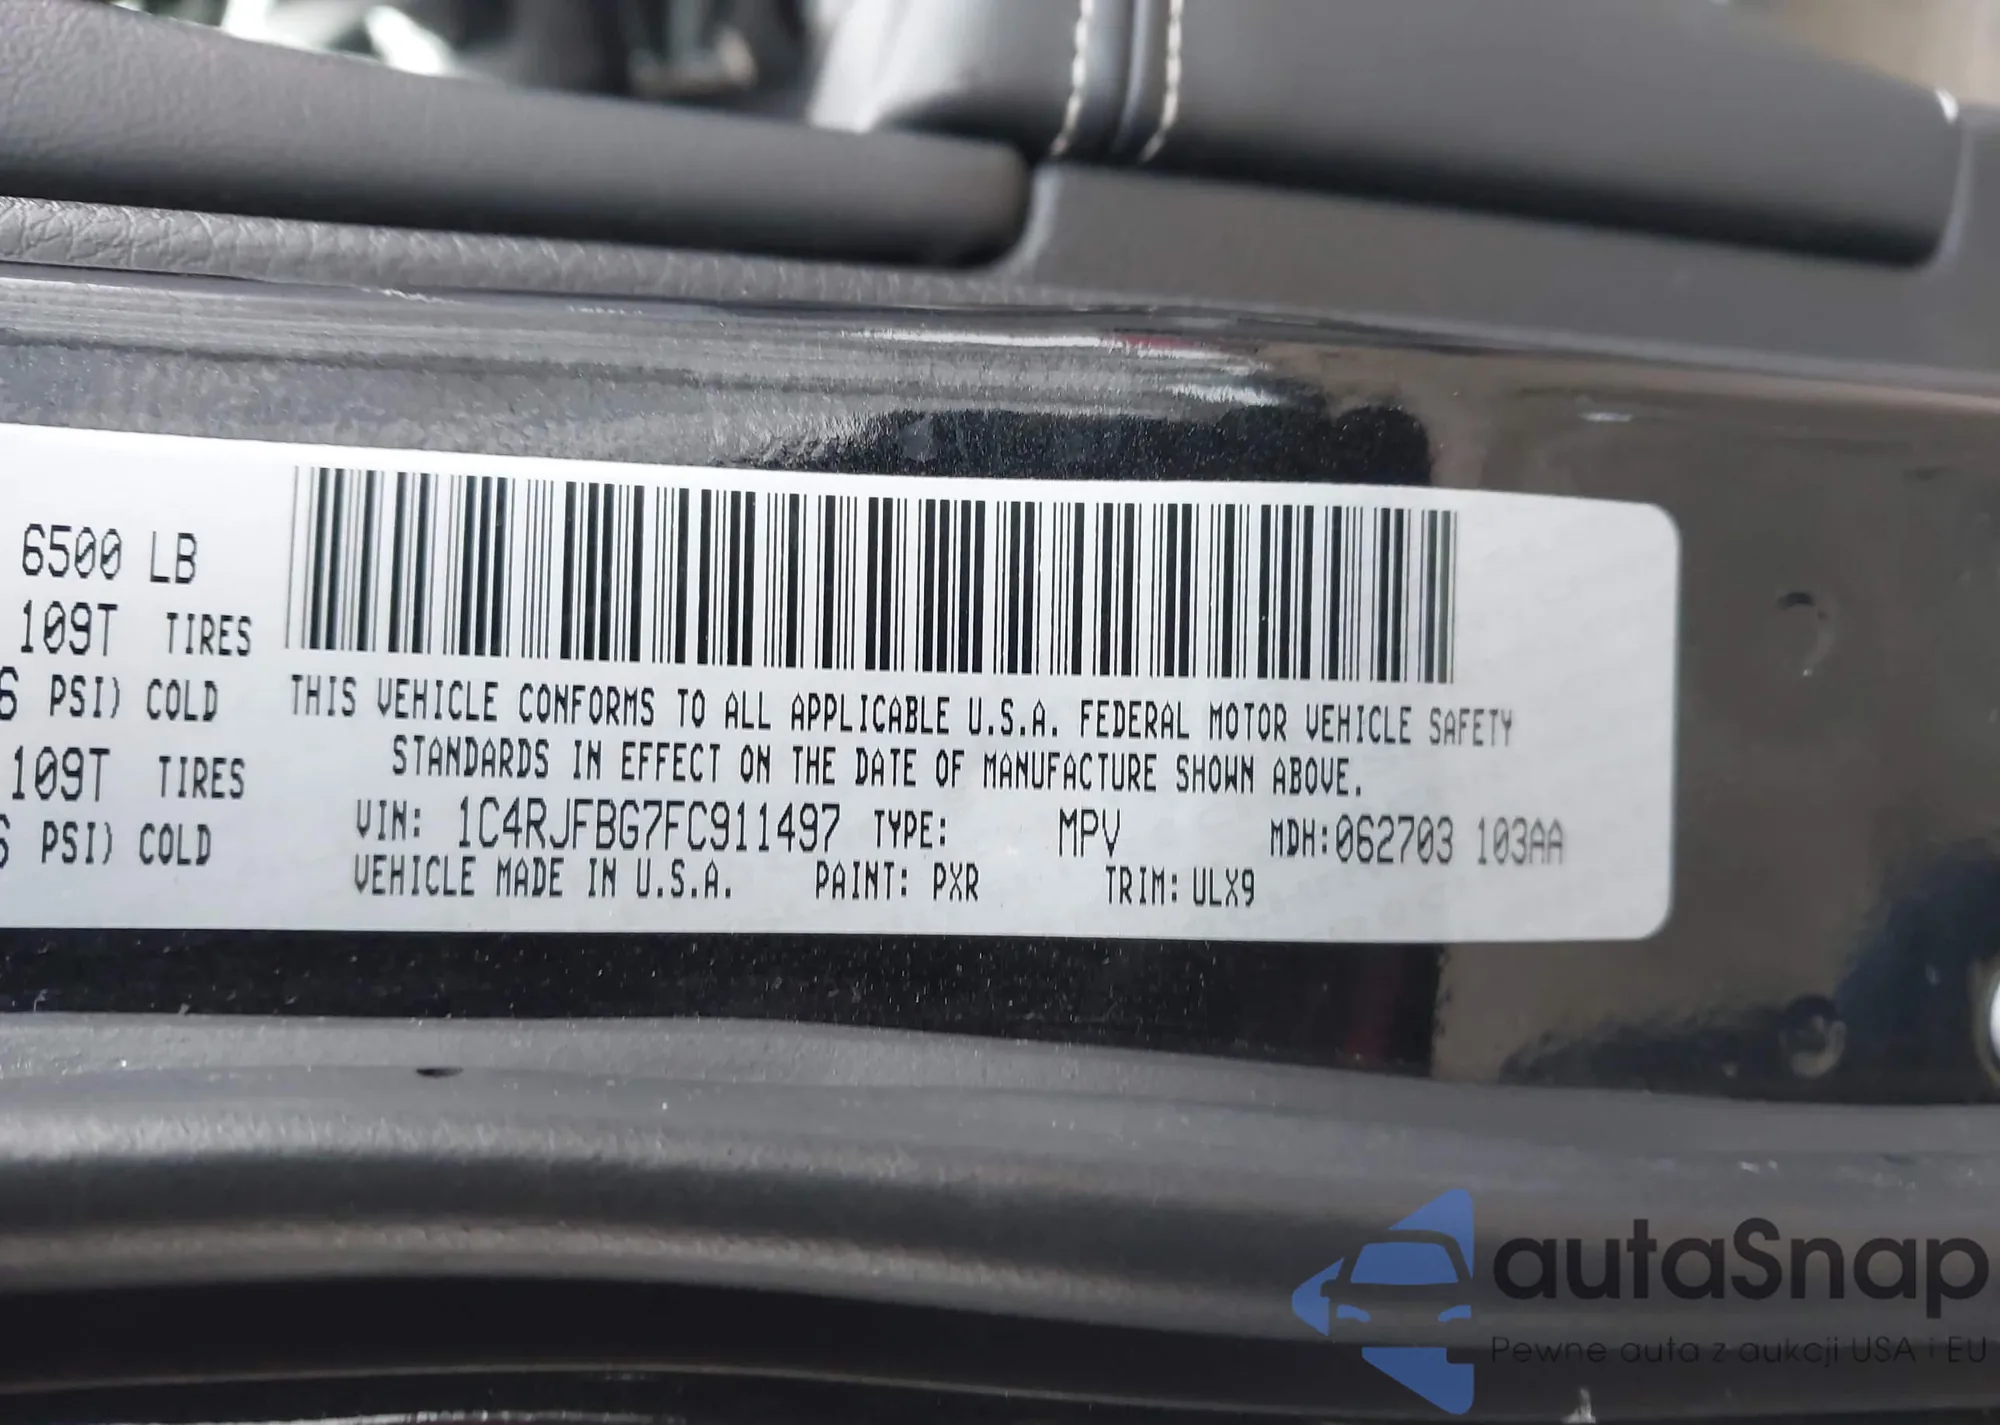 6500 LB
109T TIRES
6 PSI) COLD
109T TIRES
PSI) COLD
THIS VEHICLE CONFORMS TO ALL APPLICABLE U.S.A. FEDERAL MOTOR VEHICLE SAFETY
STANDARDS IN EFFECT ON THE DATE OF MANUFACTURE SHOWN ABOVE.
VIN: 1C4RJFBG7FC911497 TYPE: MPV MDH:062703 103AA
VEHICLE MADE IN U.S.A. PAINT: PXR TRIM: ULX9
autaSnap
Pewne auta z aukcji USA i EU